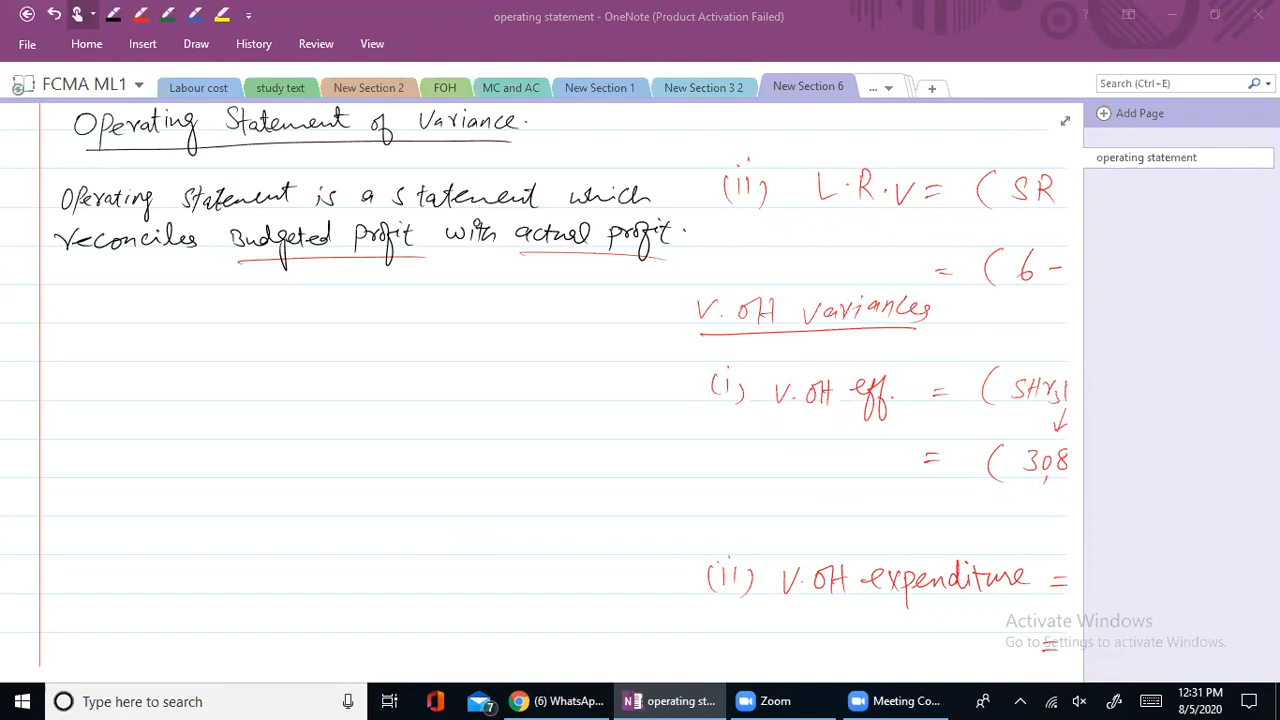 operating statement - OneNote (Product Activation Failed)
File Home Insert Draw History Review View
FCMA ML1 Labour cost study text New Section 2 FOH MC and AC New Section 1 New Section 3 2 New Section 6 ... Search (Ctrl+E)
Add Page
operating statement
Operating Statement of Variance.
Operating Statement is a statement which
reconciles Budgeted profit with actual profit.
(ii) L.R.V = ( SR
= ( 6 -
V. OH variances
(i) V. OH eff. = ( SHrs
= ( 30,8
(ii) V. OH expenditure =
=
Activate Windows
Go to Settings to activate Windows.
Type here to search 7 (6) WhatsApp... operating st... Zoom Meeting Co... 12:31 PM
8/5/2020